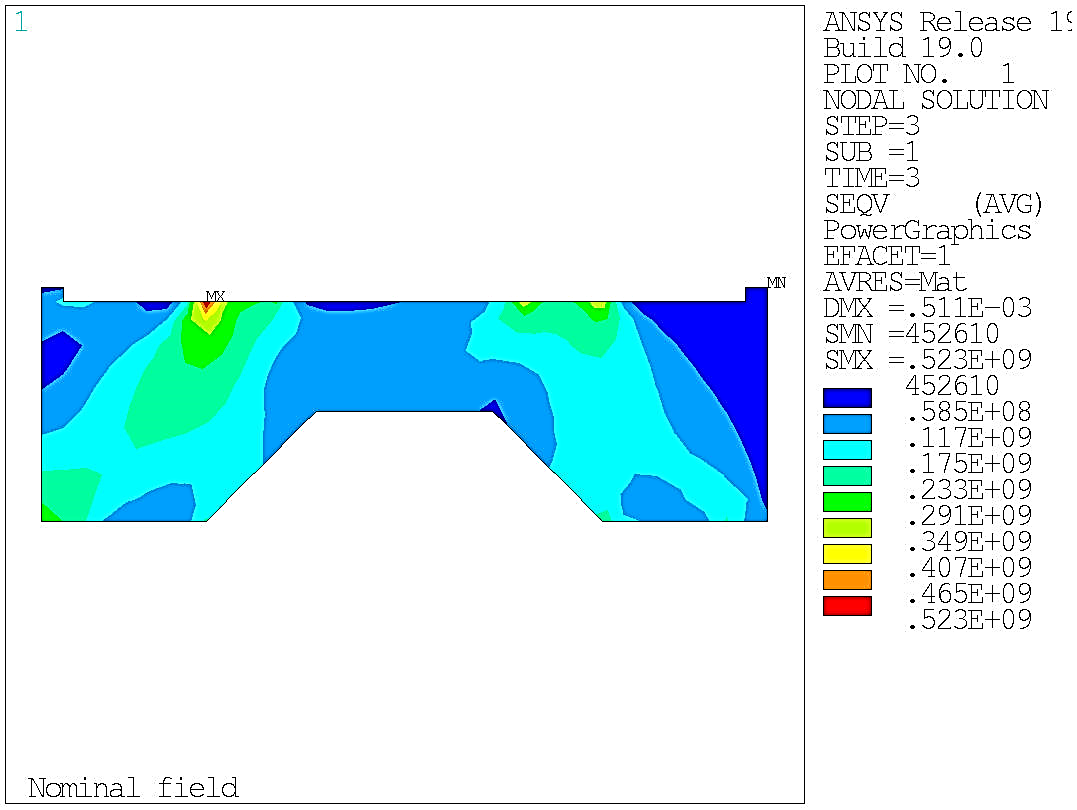 1
ANSYS Release 19
Build 19.0
PLOT NO. 1
NODAL SOLUTION
STEP=3
SUB =1
TIME=3
SEQV (AVG)
PowerGraphics
EFACET=1
AVRES=Mat
DMX =.511E-03
SMN =452610
SMX =.523E+09
452610
.585E+08
.117E+09
.175E+09
.233E+09
.291E+09
.349E+09
.407E+09
.465E+09
.523E+09
MN
MX
Nominal field